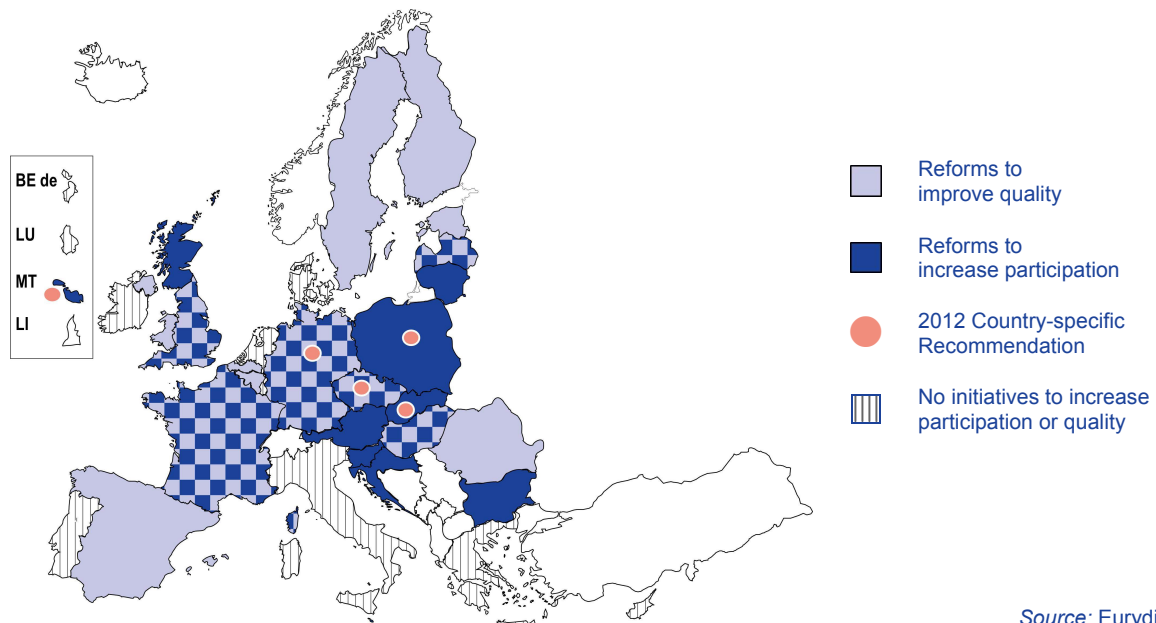 BE de
LU
MT
LI
Reforms to
improve quality
Reforms to
increase participation
2012 Country-specific
Recommendation
No initiatives to increase
participation or quality
Source: Eurydi